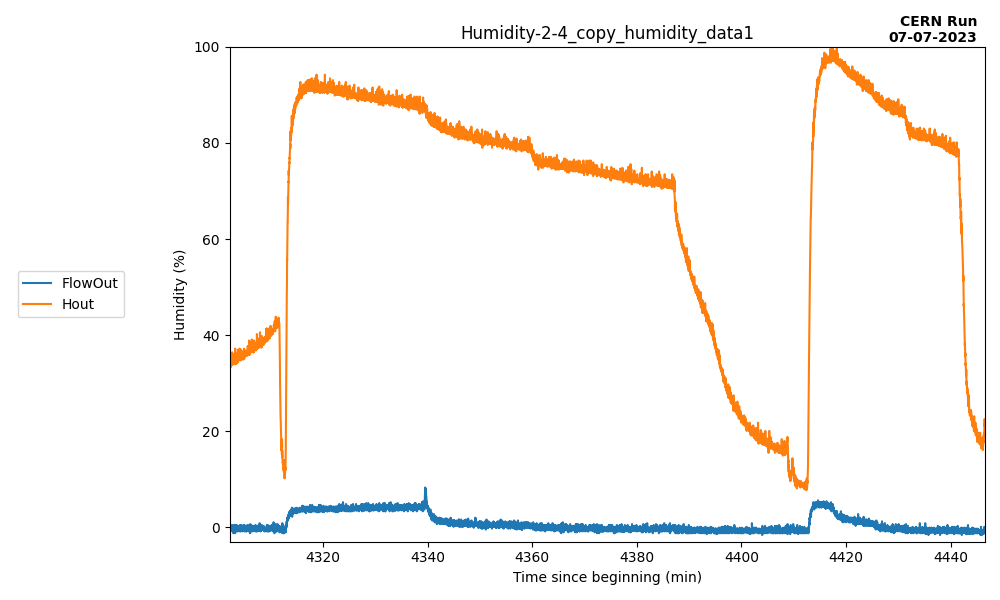 CERN Run
07-07-2023
Humidity-2-4_copy_humidity_data1
100
80
60
40
20
0
Humidity (%)
FlowOut
Hout
4320 4340 4360 4380 4400 4420 4440
Time since beginning (min)